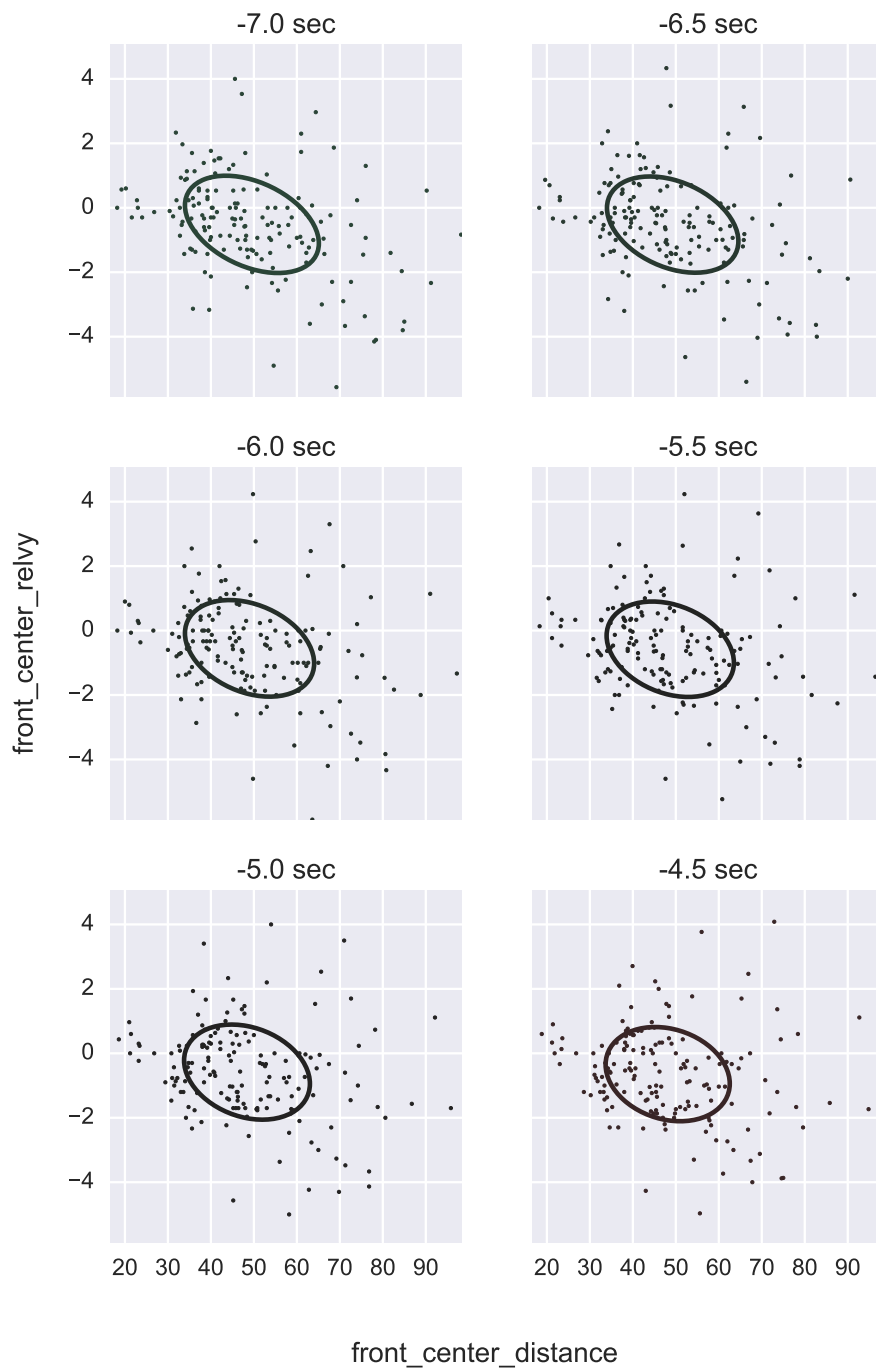 -7.0 sec
-6.5 sec
4
2
0
−2
−4
-6.0 sec
-5.5 sec
4
2
0
−2
−4
front_center_relvy
-5.0 sec
-4.5 sec
4
2
0
−2
−4
20 30 40 50 60 70 80 90
20 30 40 50 60 70 80 90
front_center_distance